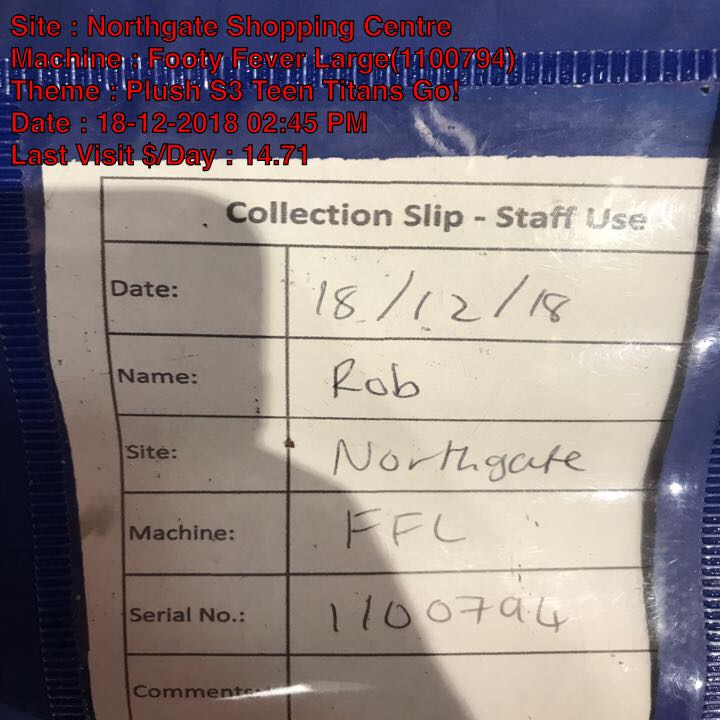 Site : Northgate Shopping Centre
Machine : Footy Fever Large(1100794)
Theme : Plush S3 Teen Titans Go!
Date : 18-12-2018 02:45 PM
Last Visit $/Day : 14.71
Collection Slip - Staff Use
Date: 18/12/18
Name: Rob
Site: Northgate
Machine: FFL
Serial No.: 1100794
Comments: